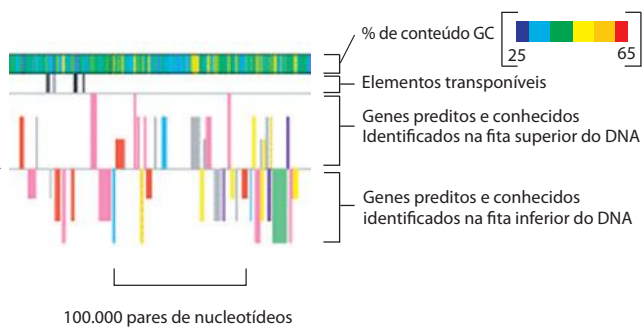 % de conteúdo GC
25 65
Elementos transponíveis
Genes preditos e conhecidos
Identificados na fita superior do DNA
Genes preditos e conhecidos
identificados na fita inferior do DNA
100.000 pares de nucleotídeos